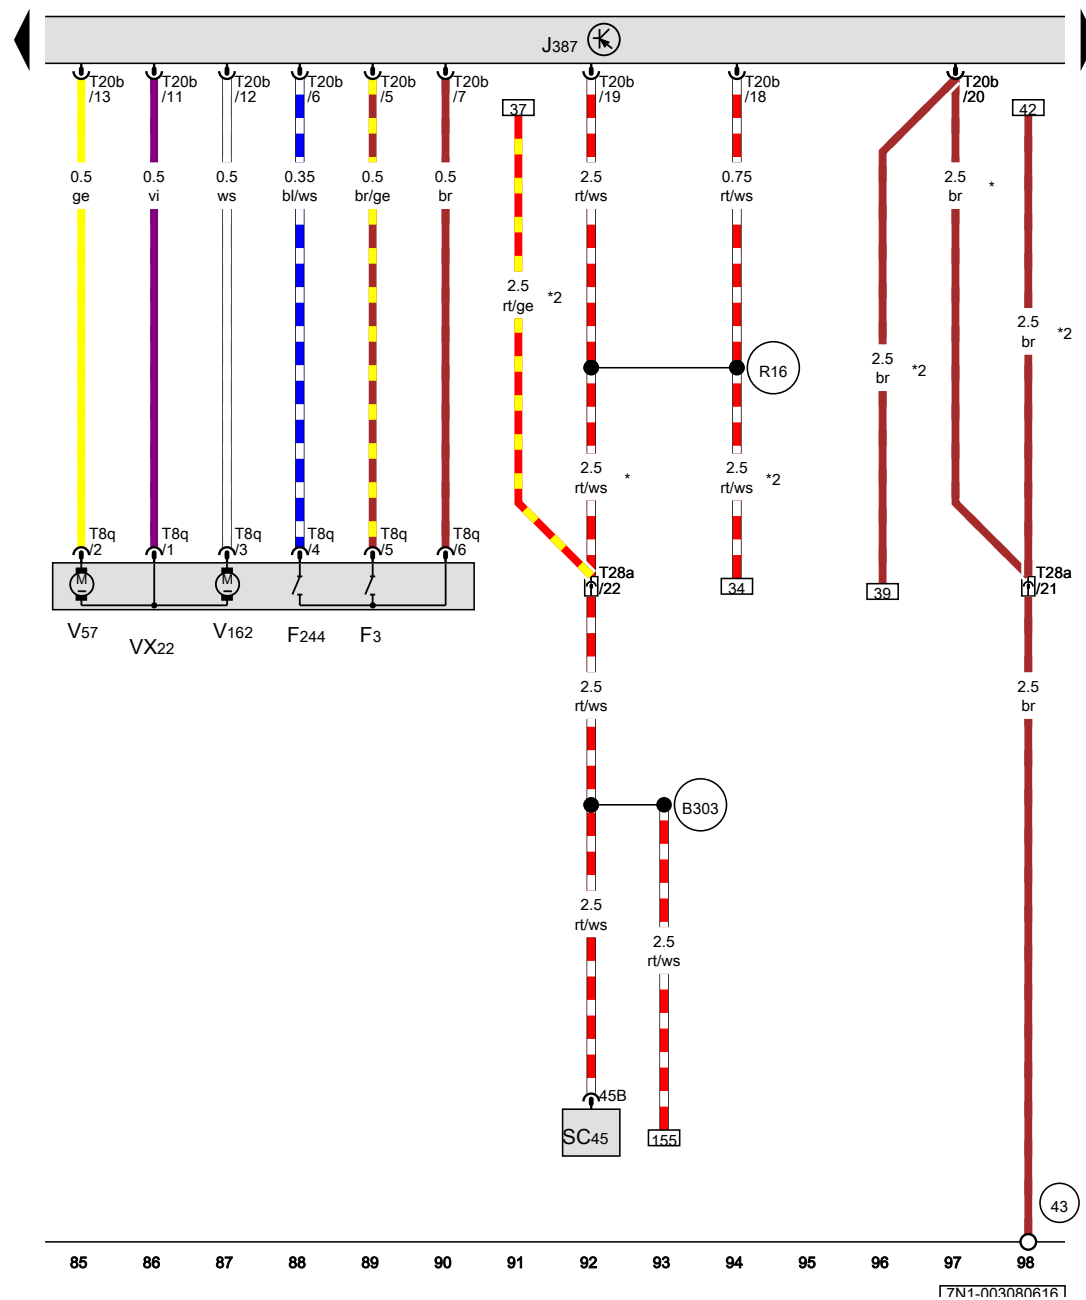 J387
T20b
/13
T20b
/11
T20b
/12
T20b
/6
T20b
/5
T20b
/7
T20b
/19
T20b
/18
T20b
/20
37
42
0.5
ge
0.5
vi
0.5
ws
0.35
bl/ws
0.5
br/ge
0.5
br
2.5
rt/ws
0.75
rt/ws
2.5
br
*
2.5
rt/ge
*2
2.5
br
*2
2.5
br
*2
R16
2.5
rt/ws
*
2.5
rt/ws
*2
T8q
/2
T8q
/1
T8q
/3
T8q
/4
T8q
/5
T8q
/6
M
M
T28a
/22
34
39
T28a
/21
V57
VX22
V162
F244
F3
2.5
rt/ws
2.5
br
B303
2.5
rt/ws
2.5
rt/ws
45B
SC45
155
43
85 86 87 88 89 90 91 92 93 94 95 96 97 98
7N1-003080616